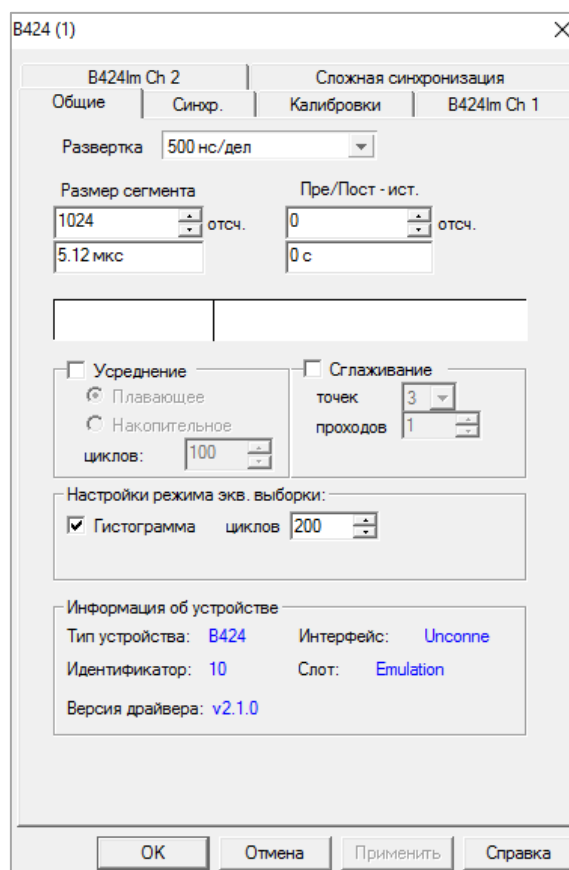 B424 (1)
B424Im Ch 2 Сложная синхронизация
Общие Синхр. Калибровки B424Im Ch 1
Развертка 500 нс/дел
Размер сегмента Пре/Пост - ист.
1024 отсч. 0 отсч.
5.12 мкс 0 с
Усреднение Сглаживание
Плавающее точек 3
Накопительное проходов 1
циклов: 100
Настройки режима экв. выборки:
Гистограмма циклов 200
Информация об устройстве
Тип устройства: B424 Интерфейс: Unconne
Идентификатор: 10 Слот: Emulation
Версия драйвера: v2.1.0
OK Отмена Применить Справка